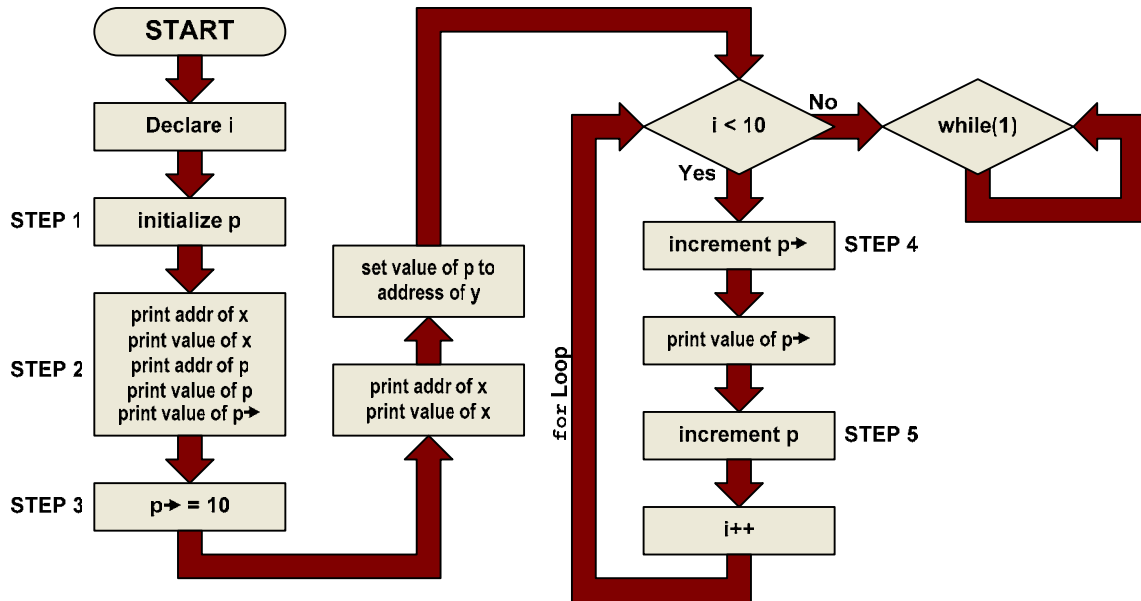 START
Declare i
STEP 1
initialize p
STEP 2
print addr of x
print value of x
print addr of p
print value of p
print value of p→
STEP 3
p→ = 10
print addr of x
print value of x
set value of p to
address of y
for Loop
i < 10
No
while(1)
Yes
increment p→
STEP 4
print value of p→
increment p
STEP 5
i++